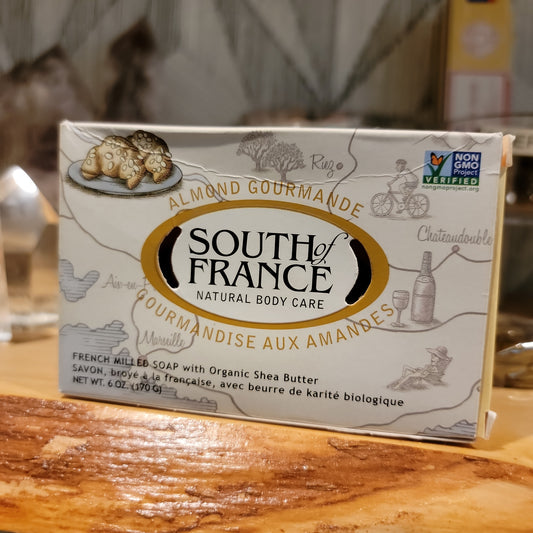 ALMOND GOURMANDE
SOUTH of
FRANCE
NATURAL BODY CARE
GOURMANDISE AUX AMANDES
Riez
NON
GMO
Project
VERIFIED
nongmoproject.org
Chateaudouble
Aix-en-P
Marseille
FRENCH MILLED SOAP with Organic Shea Butter
SAVON, broyé à la française, avec beurre de karité biologique
NET WT. 6 OZ. (170 G)